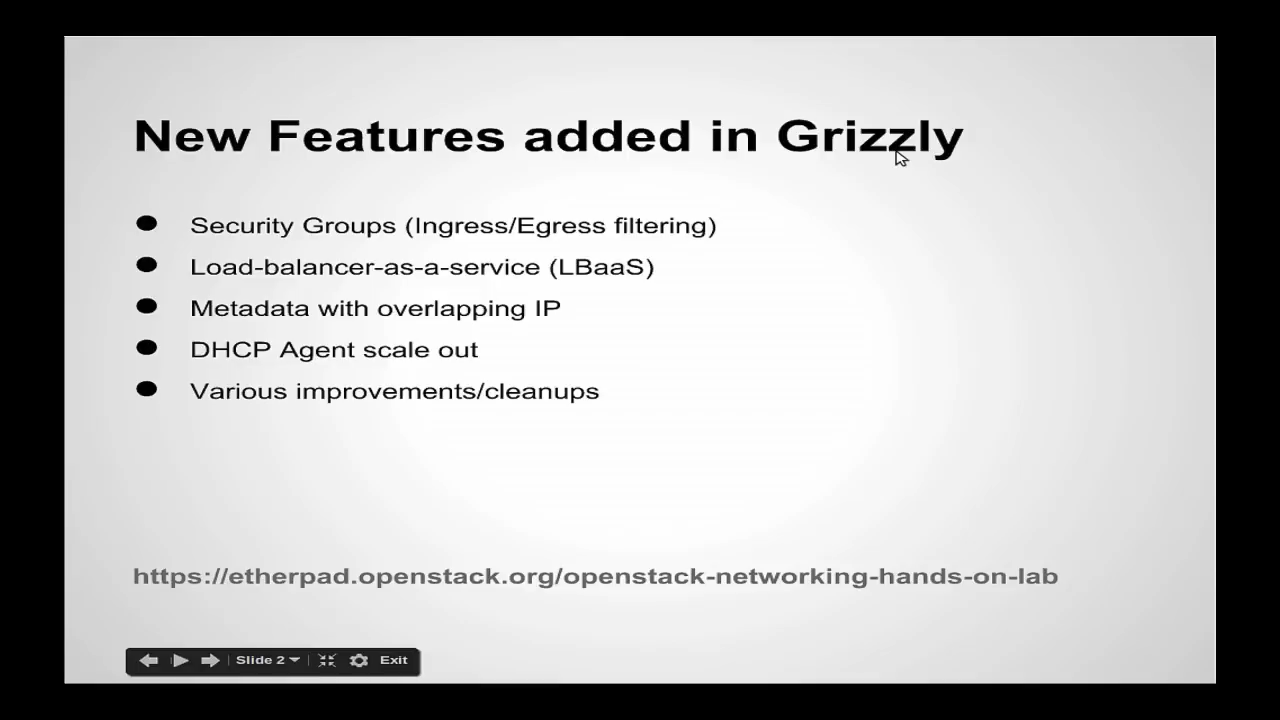 New Features added in Grizzly
● Security Groups (Ingress/Egress filtering)
● Load-balancer-as-a-service (LBaaS)
● Metadata with overlapping IP
● DHCP Agent scale out
● Various improvements/cleanups
https://etherpad.openstack.org/openstack-networking-hands-on-lab
Slide 2 Exit